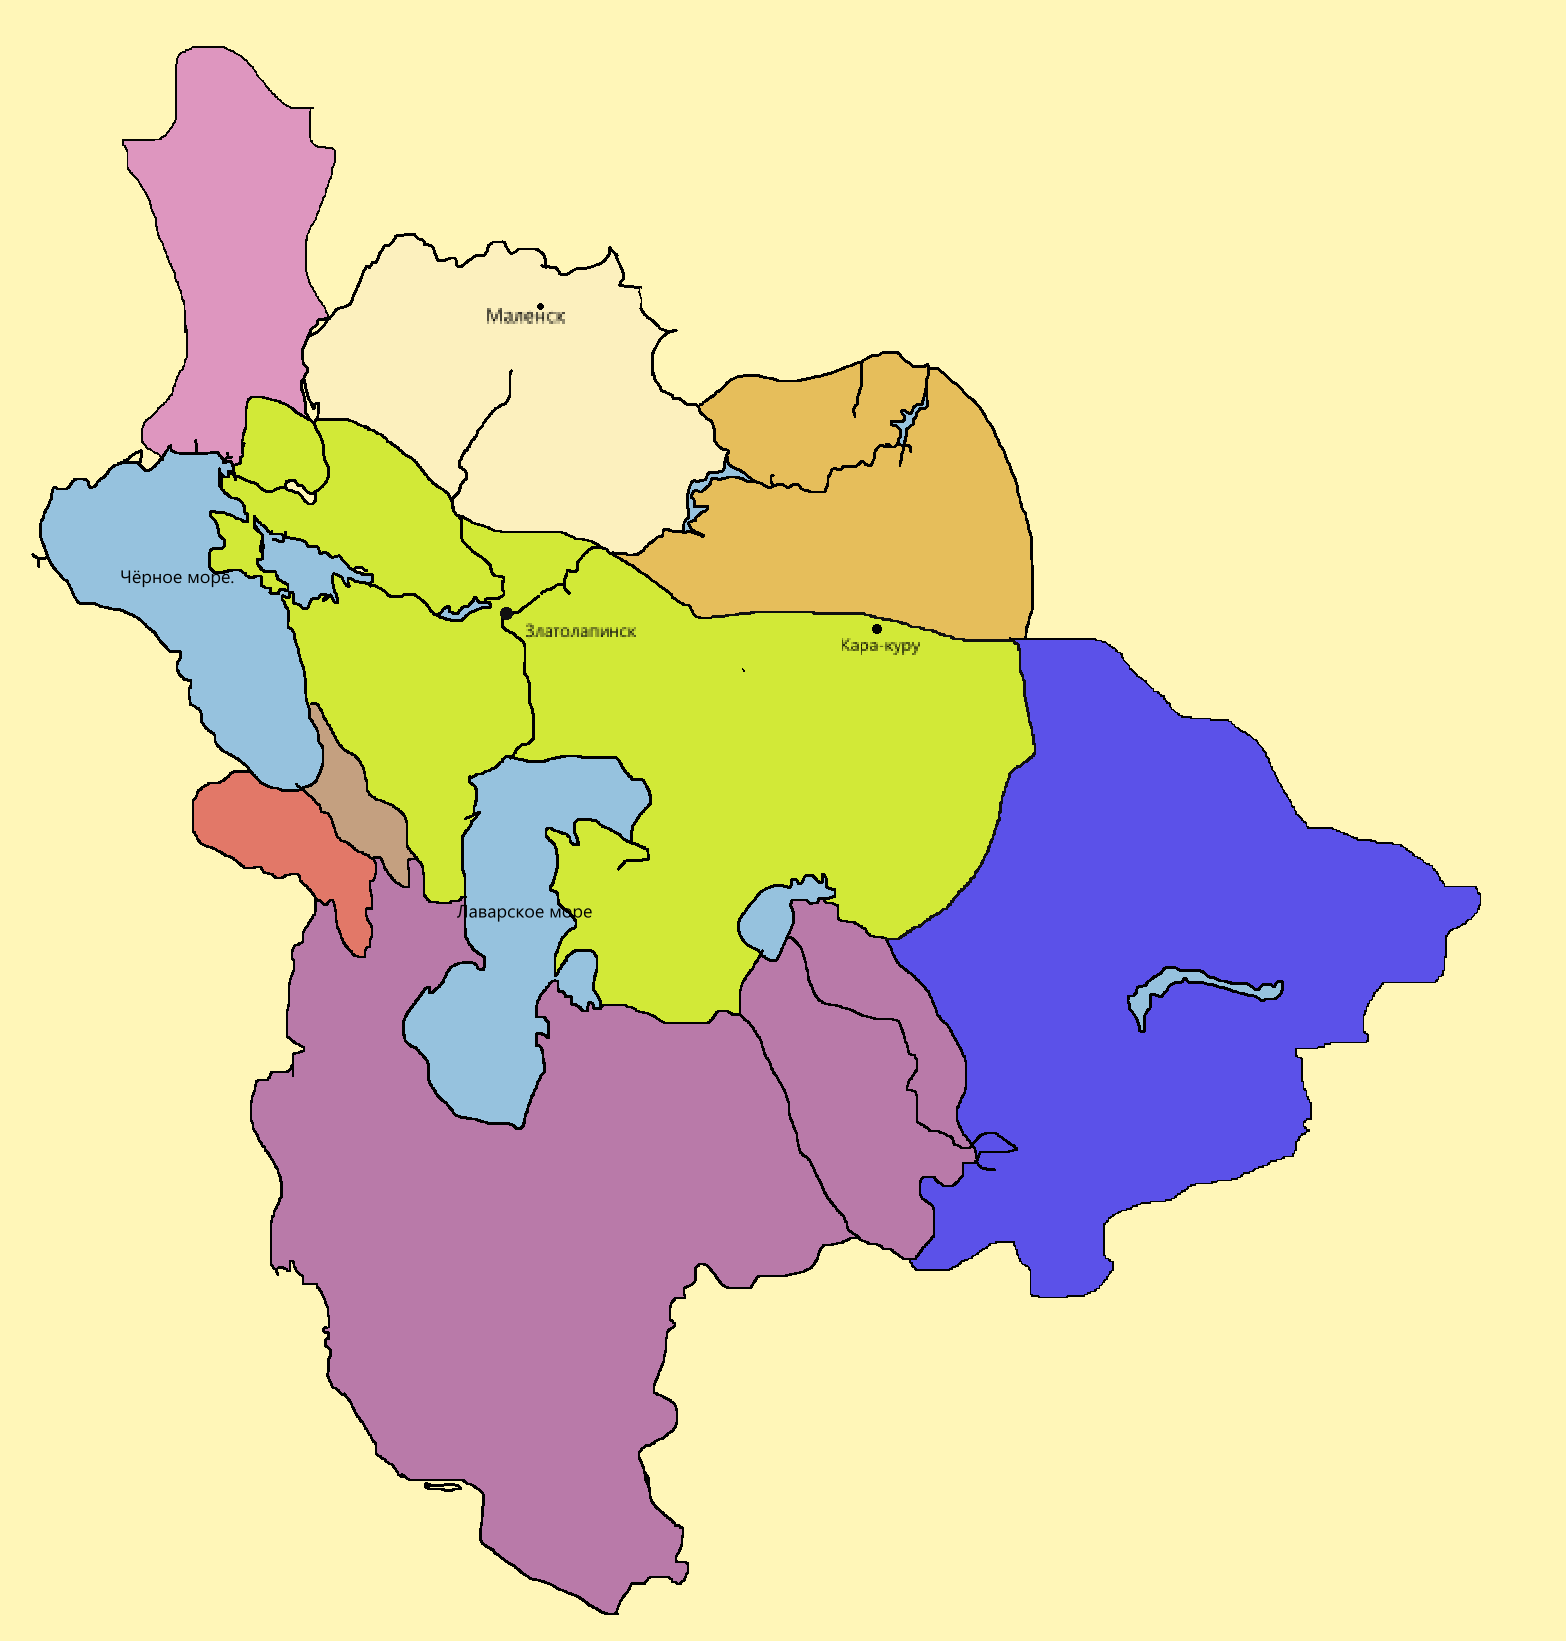 Маленск
Чёрное море.
Златолапинск
Кара-куру
Лаварское море